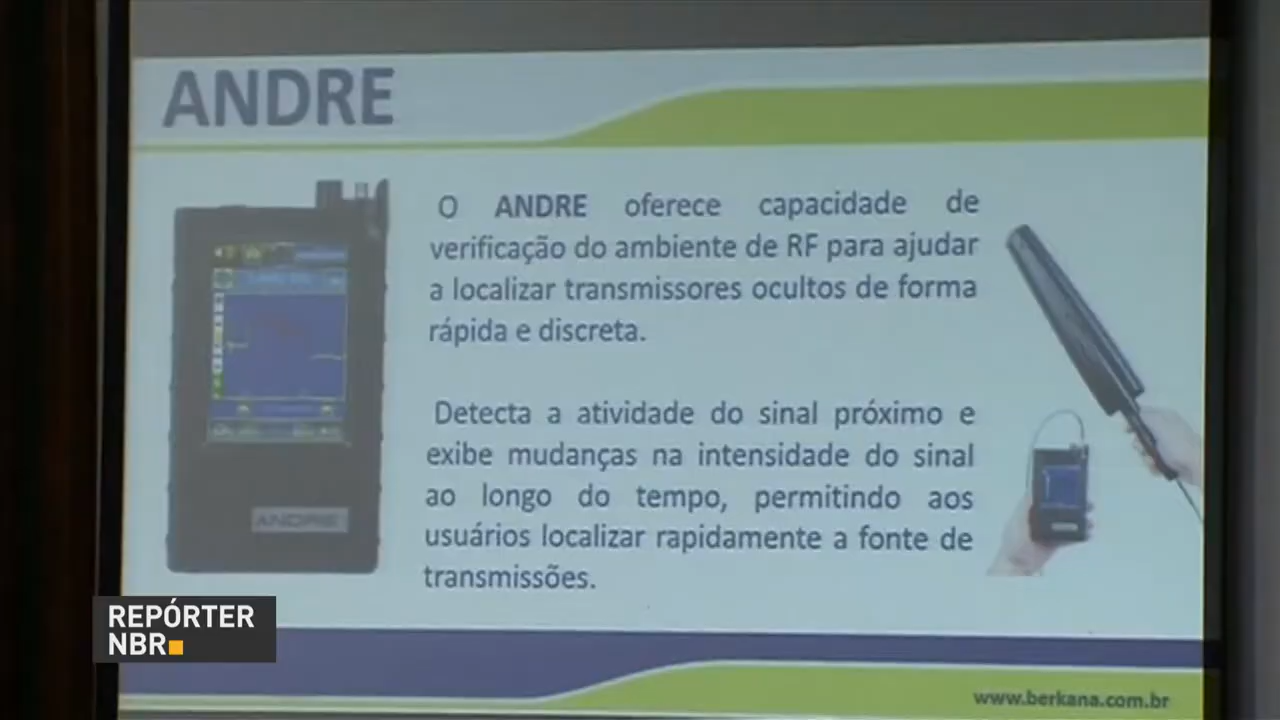 ANDRE
O ANDRE oferece capacidade de
verificação do ambiente de RF para ajudar
a localizar transmissores ocultos de forma
rápida e discreta.
Detecta a atividade do sinal próximo e
exibe mudanças na intensidade do sinal
ao longo do tempo, permitindo aos
usuários localizar rapidamente a fonte de
transmissões.
ANDRE
REPÓRTER
NBR
www.berkana.com.br